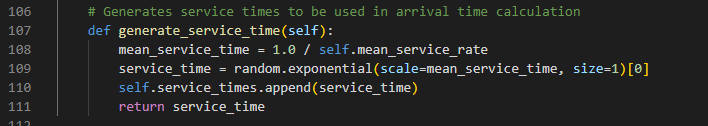 106 # Generates service times to be used in arrival time calculation
107 def generate_service_time(self):
108 mean_service_time = 1.0 / self.mean_service_rate
109 service_time = random.exponential(scale=mean_service_time, size=1)[0]
110 self.service_times.append(service_time)
111 return service_time
112